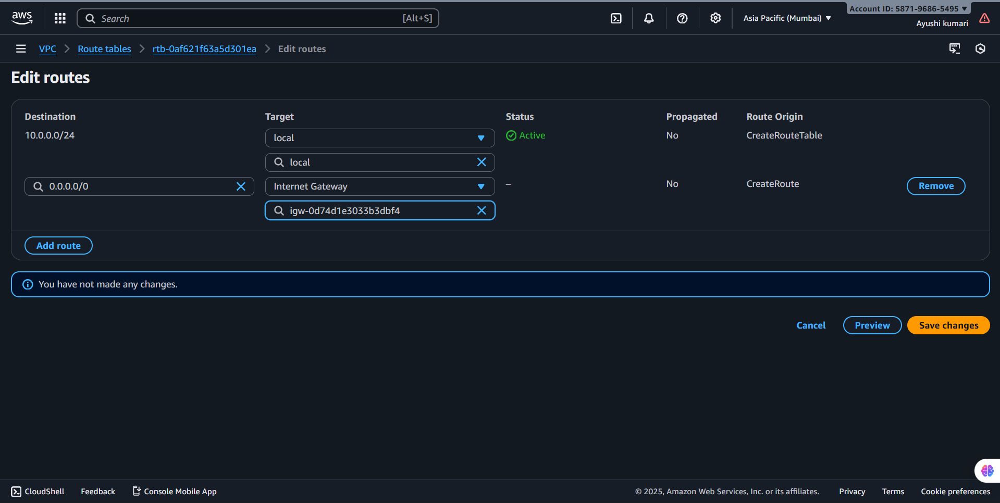 Account ID: 5871-9686-5495
aws
Search [Alt+S]
Asia Pacific (Mumbai)
Ayushi kumari
VPC Route tables rtb-0af621f63a5d301ea Edit routes
Edit routes
Destination Target Status Propagated Route Origin
10.0.0.0/24 local Active No CreateRouteTable
local
0.0.0.0/0 Internet Gateway – No CreateRoute Remove
igw-0d74d1e3033b3dbf4
Add route
You have not made any changes.
Cancel Preview Save changes
CloudShell Feedback Console Mobile App © 2025, Amazon Web Services, Inc. or its affiliates. Privacy Terms Cookie preferences